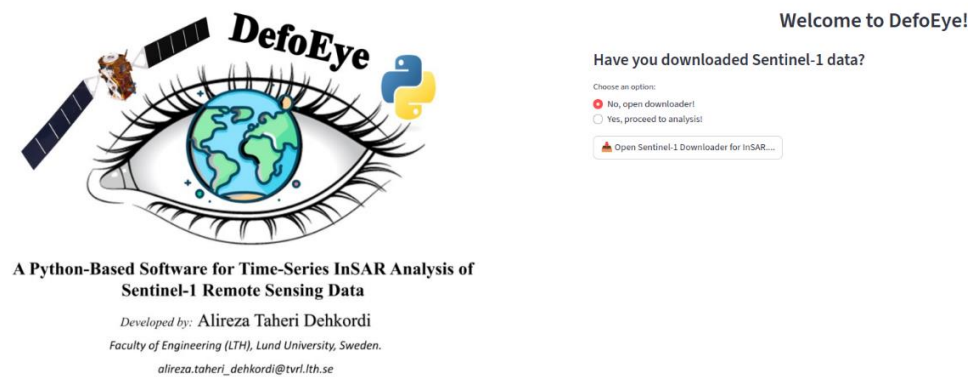 DefoEye
A Python-Based Software for Time-Series InSAR Analysis of
Sentinel-1 Remote Sensing Data
Developed by: Alireza Taheri Dehkordi
Faculty of Engineering (LTH), Lund University, Sweden.
alireza.taheri_dehkordi@tvrl.lth.se
Welcome to DefoEye!
Have you downloaded Sentinel-1 data?
Choose an option:
No, open downloader!
Yes, proceed to analysis!
Open Sentinel-1 Downloader for InSAR....